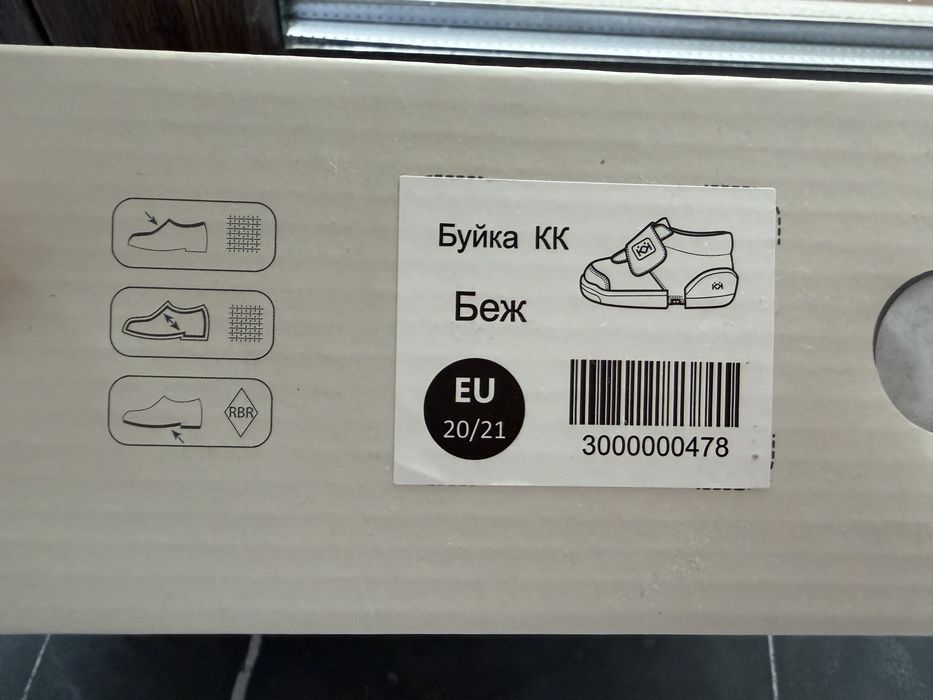 RBR
Буйка КК
Беж
EU
20/21
3000000478